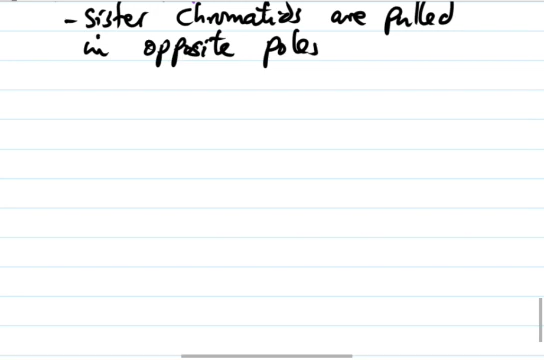 - Sister Chromatids are pulled
in opposite poles